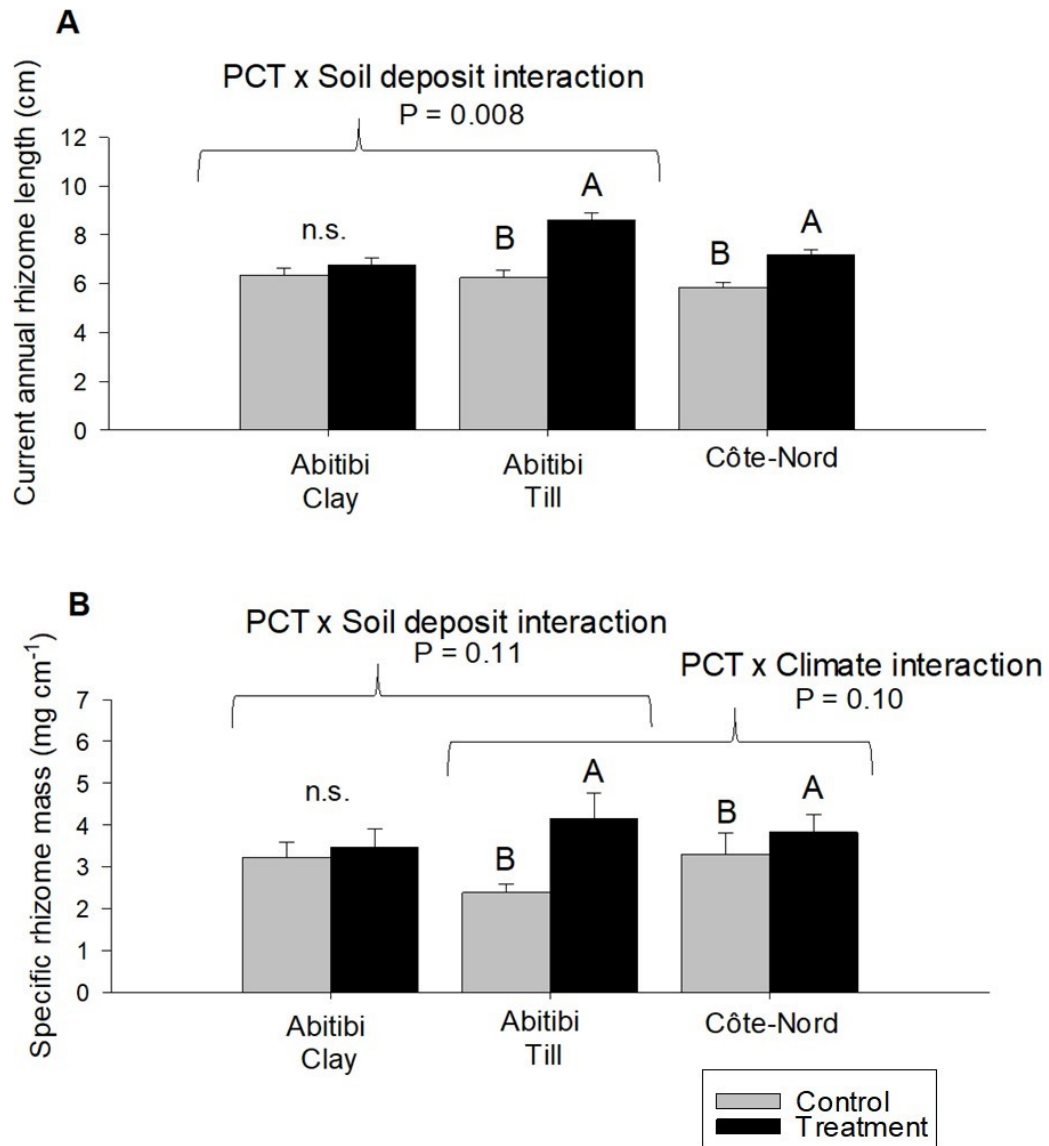 A
PCT x Soil deposit interaction
P = 0.008
Current annual rhizome length (cm)
12
10
8
6
4
2
0
n.s.
B
A
B
A
Abitibi
Clay
Abitibi
Till
Côte-Nord
B
PCT x Soil deposit interaction
P = 0.11
PCT x Climate interaction
P = 0.10
Specific rhizome mass (mg cm⁻¹)
7
6
5
4
3
2
1
0
n.s.
B
A
B
A
Abitibi
Clay
Abitibi
Till
Côte-Nord
Control
Treatment